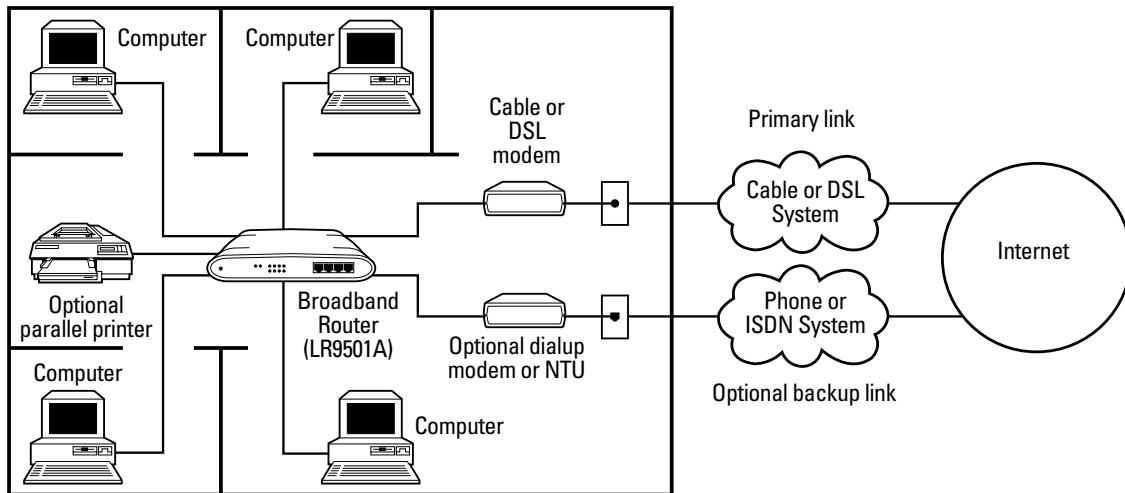 Computer
Computer
Cable or
DSL
modem
Primary link
Cable or DSL
System
Internet
Optional
parallel printer
Broadband
Router
(LR9501A)
Optional dialup
modem or NTU
Phone or
ISDN System
Optional backup link
Computer
Computer